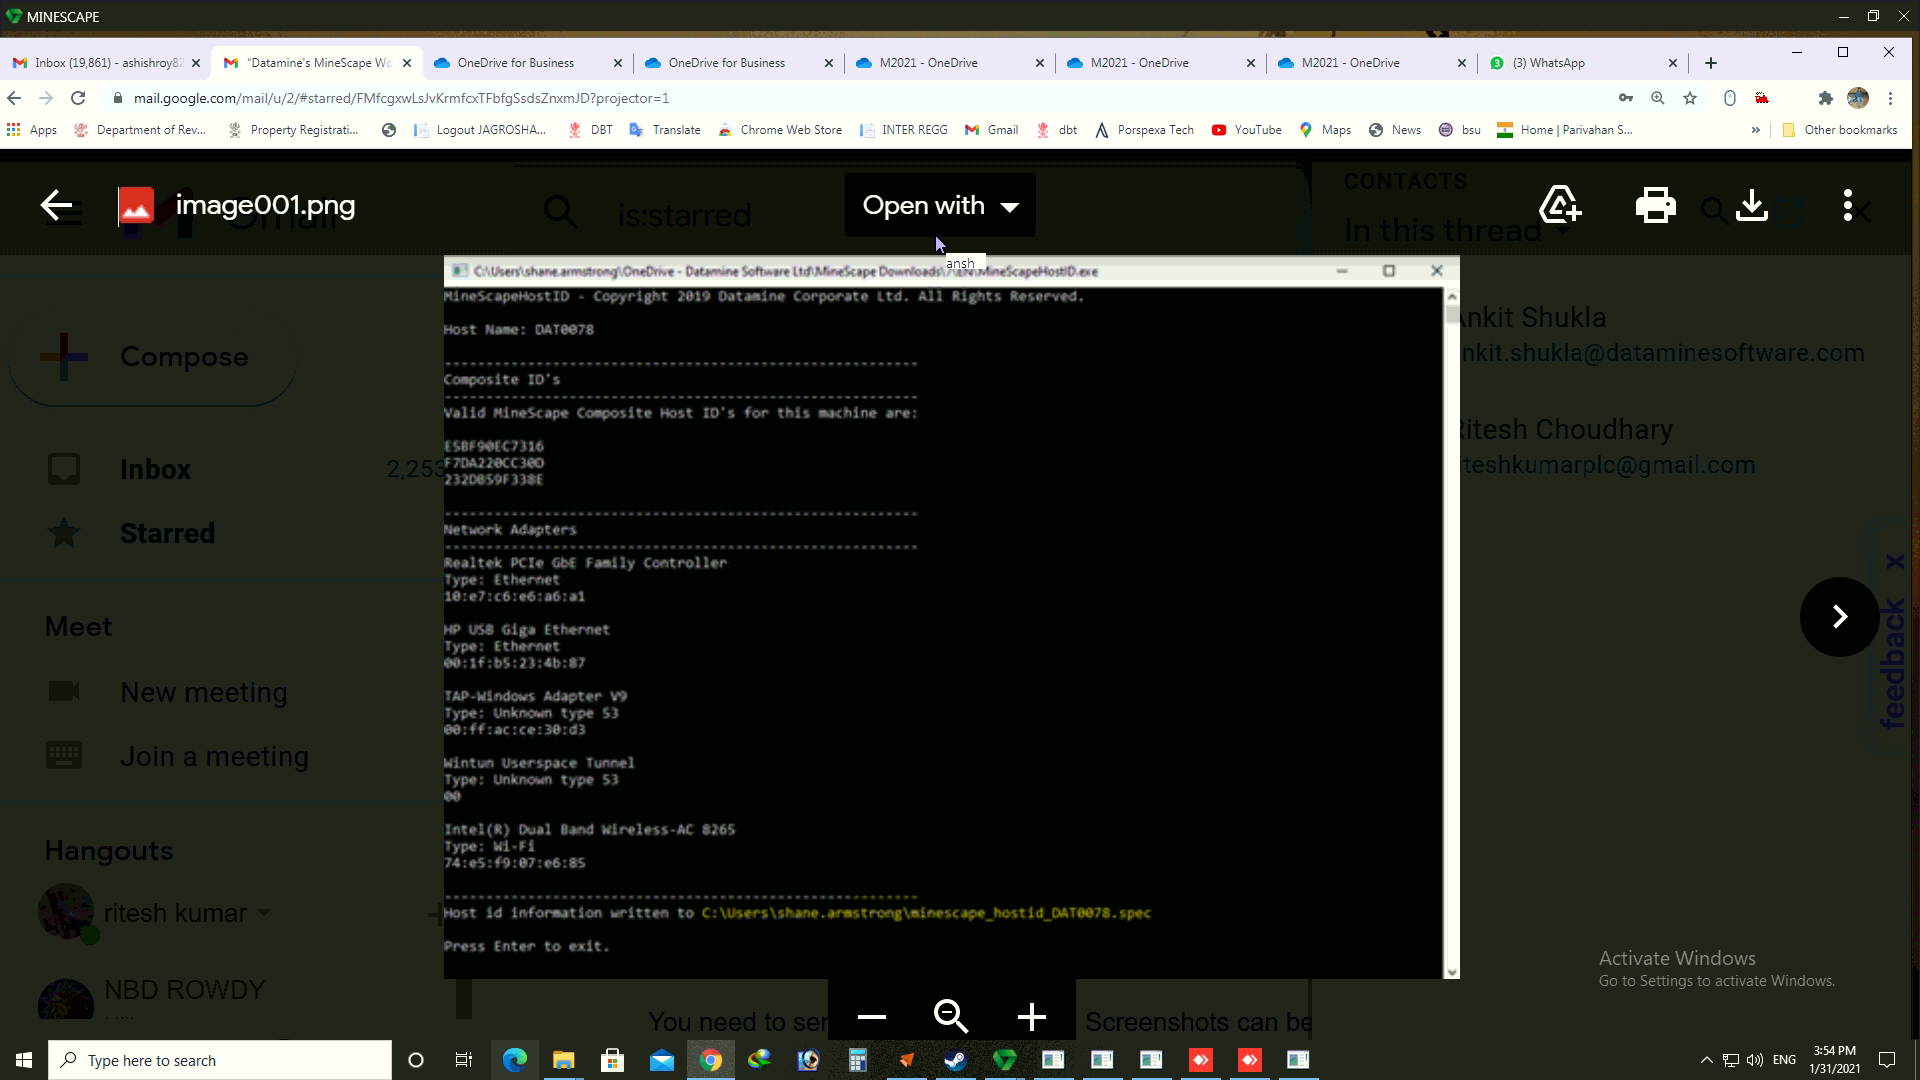 MINESCAPE
Inbox (19,861) - ashishroy82
"Datamine's MineScape Wo
OneDrive for Business
OneDrive for Business
M2021 - OneDrive
M2021 - OneDrive
M2021 - OneDrive
(3) WhatsApp
mail.google.com/mail/u/2/#starred/FMfcgxwLsJvKrmfcxTFbfgSsdsZnxmJD?projector=1
Apps
Department of Rev...
Property Registrati...
Logout JAGROSHA...
DBT
Translate
Chrome Web Store
INTER REGG
Gmail
dbt
Porspexa Tech
YouTube
Maps
News
bsu
Home | Parivahan S...
Other bookmarks
image001.png
is:starred
Open with
ansh
CONTACTS
In this thread
Ankit Shukla
nkit.shukla@dataminesoftware.com
Ritesh Choudhary
iteshkumarplc@gmail.com
Compose
Inbox
2,253
Starred
Meet
New meeting
Join a meeting
Hangouts
ritesh kumar
NBD ROWDY
C:\Users\shane.armstrong\OneDrive - Datamine Software Ltd\MineScape Downloads\
MineScapeHostID.exe
MineScapeHostID - Copyright 2019 Datamine Corporate Ltd. All Rights Reserved.
Host Name: DAT0078
Composite ID's
Valid MineScape Composite Host ID's for this machine are:
E5BF90EC7316
F7DA220CC30D
232DB59F338E
Network Adapters
Realtek PCIe GbE Family Controller
Type: Ethernet
10:e7:c6:e6:a6:a1
HP USB Giga Ethernet
Type: Ethernet
00:1f:b5:23:4b:87
TAP-Windows Adapter V9
Type: Unknown type 53
00:ff:ac:ce:30:d3
Wintun Userspace Tunnel
Type: Unknown type 53
00
Intel(R) Dual Band Wireless-AC 8265
Type: Wi-Fi
74:e5:f9:07:e6:85
Host id information written to C:\Users\shane.armstrong\minescape_hostid_DAT0078.spec
Press Enter to exit.
feedback x
Activate Windows
Go to Settings to activate Windows.
You need to ser
Screenshots can be
Type here to search
ENG
3:54 PM
1/31/2021